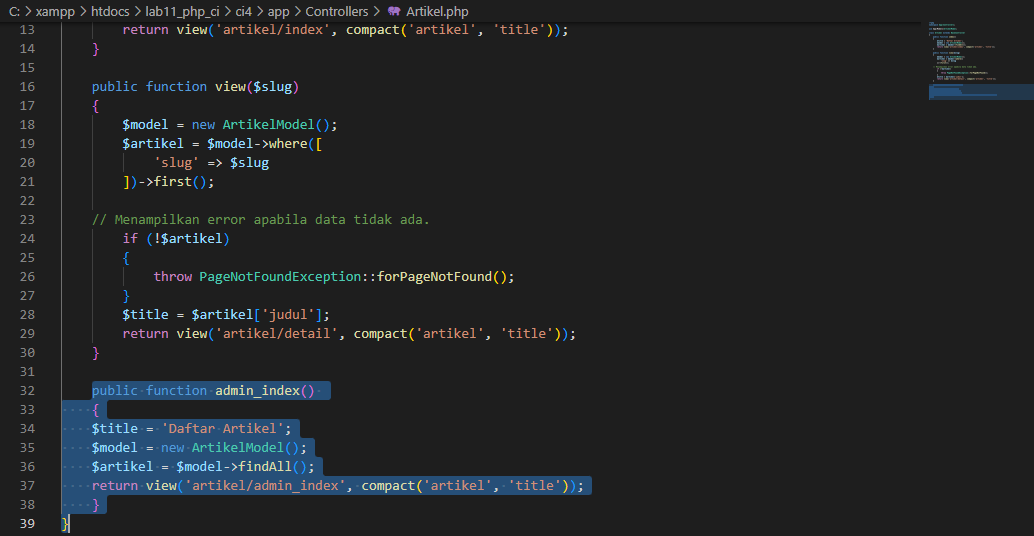 C: > xampp > htdocs > lab11_php_ci > ci4 > app > Controllers > Artikel.php
13 return view('artikel/index', compact('artikel', 'title'));
14 }
15
16 public function view($slug)
17 {
18 $model = new ArtikelModel();
19 $artikel = $model->where([
20 'slug' => $slug
21 ])->first();
22
23 // Menampilkan error apabila data tidak ada.
24 if (!$artikel)
25 {
26 throw PageNotFoundException::forPageNotFound();
27 }
28 $title = $artikel['judul'];
29 return view('artikel/detail', compact('artikel', 'title'));
30 }
31
32 public function admin_index()
33 {
34 $title = 'Daftar Artikel';
35 $model = new ArtikelModel();
36 $artikel = $model->findAll();
37 return view('artikel/admin_index', compact('artikel', 'title'));
38 }
39 }